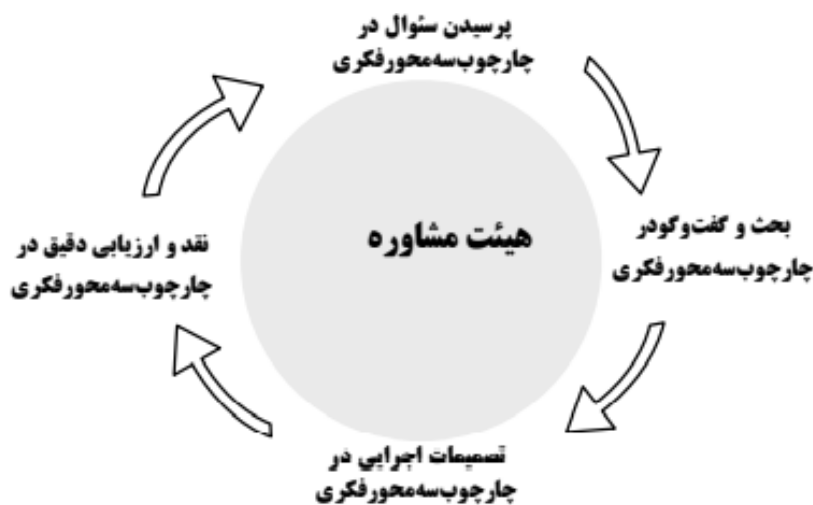 پرسیدن سئوال در
چارچوب‌سه‌محورفکری
هیئت مشاوره
بحث و گفت‌وگودر
چارچوب‌سه‌محورفکری
نقد و ارزیابی دقیق در
چارچوب‌سه‌محورفکری
تصمیمات اجرایی در
چارچوب‌سه‌محورفکری